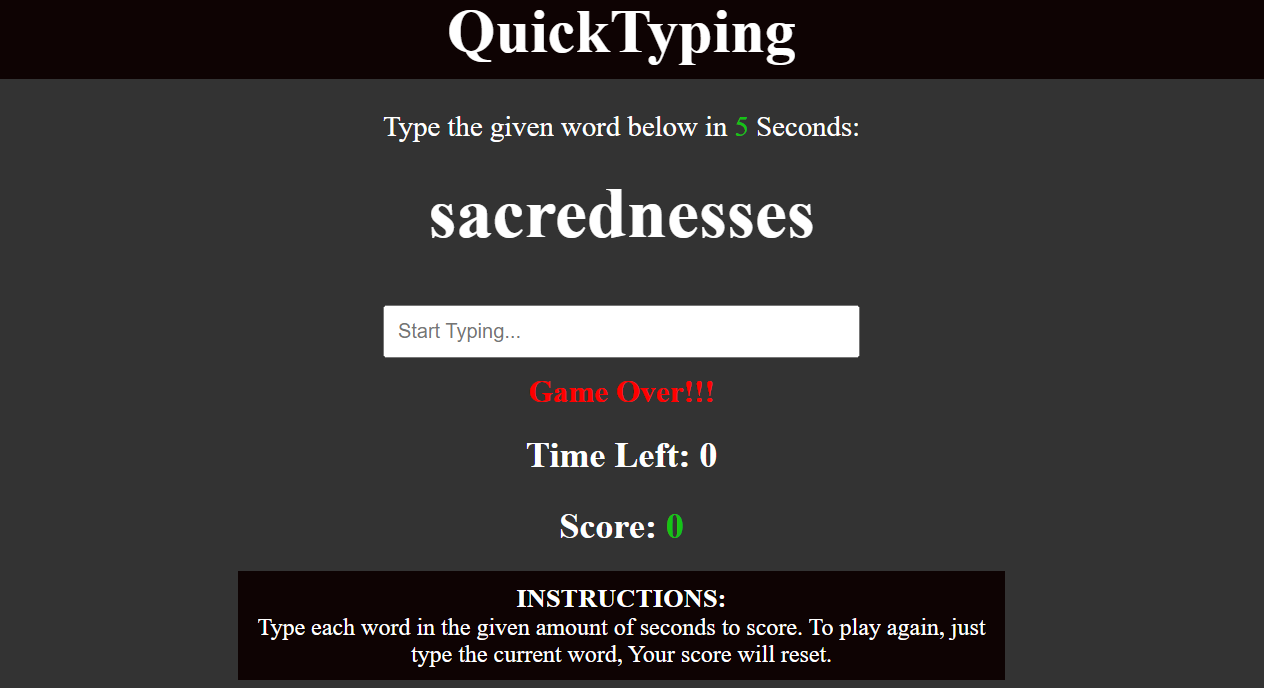 QuickTyping
Type the given word below in 5 Seconds:
sacrednesses
Start Typing...
Game Over!!!
Time Left: 0
Score: 0
INSTRUCTIONS:
Type each word in the given amount of seconds to score. To play again, just
type the current word, Your score will reset.